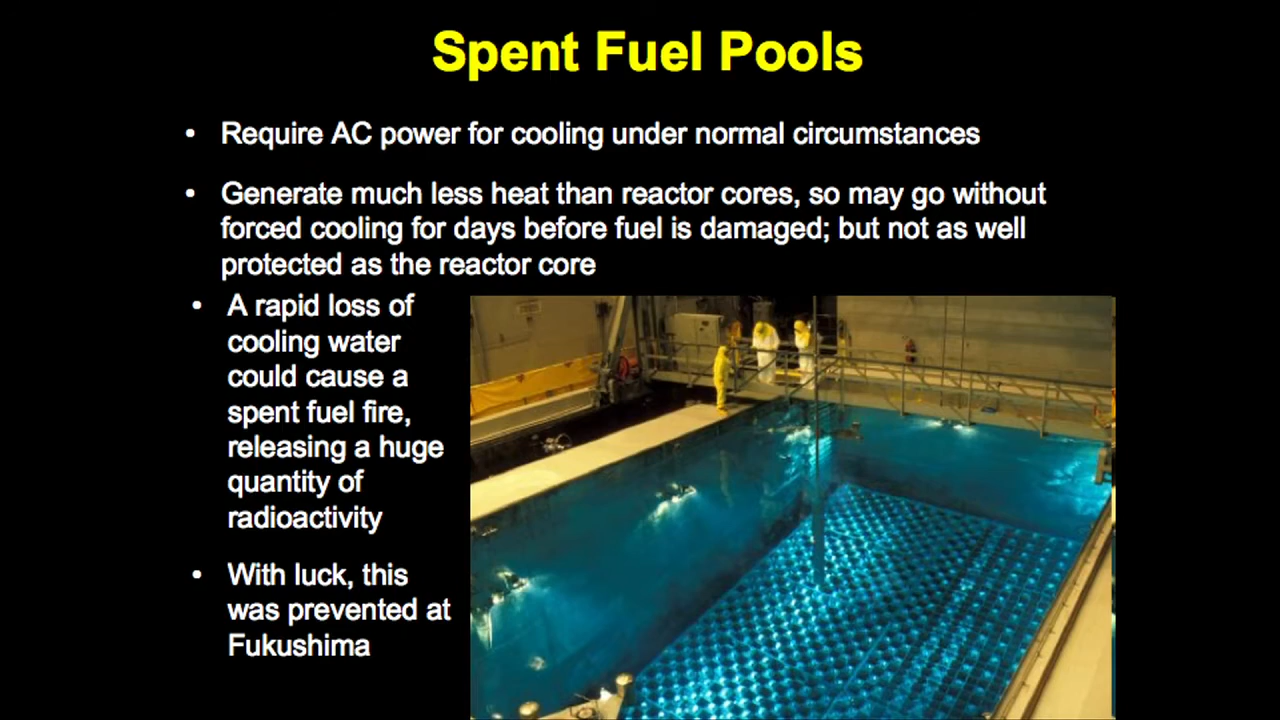 Spent Fuel Pools
• Require AC power for cooling under normal circumstances
• Generate much less heat than reactor cores, so may go without
forced cooling for days before fuel is damaged; but not as well
protected as the reactor core
• A rapid loss of
cooling water
could cause a
spent fuel fire,
releasing a huge
quantity of
radioactivity
• With luck, this
was prevented at
Fukushima